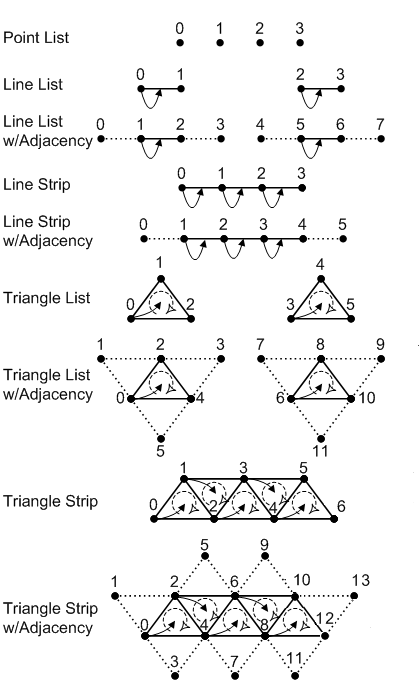 Point List
0 1 2 3
Line List
0 1 2 3
Line List
w/Adjacency
0 1 2 3 4 5 6 7
Line Strip
0 1 2 3
Line Strip
w/Adjacency
0 1 2 3 4 5
Triangle List
1 4
0 2 3 5
Triangle List
w/Adjacency
1 2 3 7 8 9
0 4 6 10
5 11
Triangle Strip
1 3 5
0 2 4 6
Triangle Strip
w/Adjacency
5 9
1 2 6 10 13
0 4 8 12
3 7 11